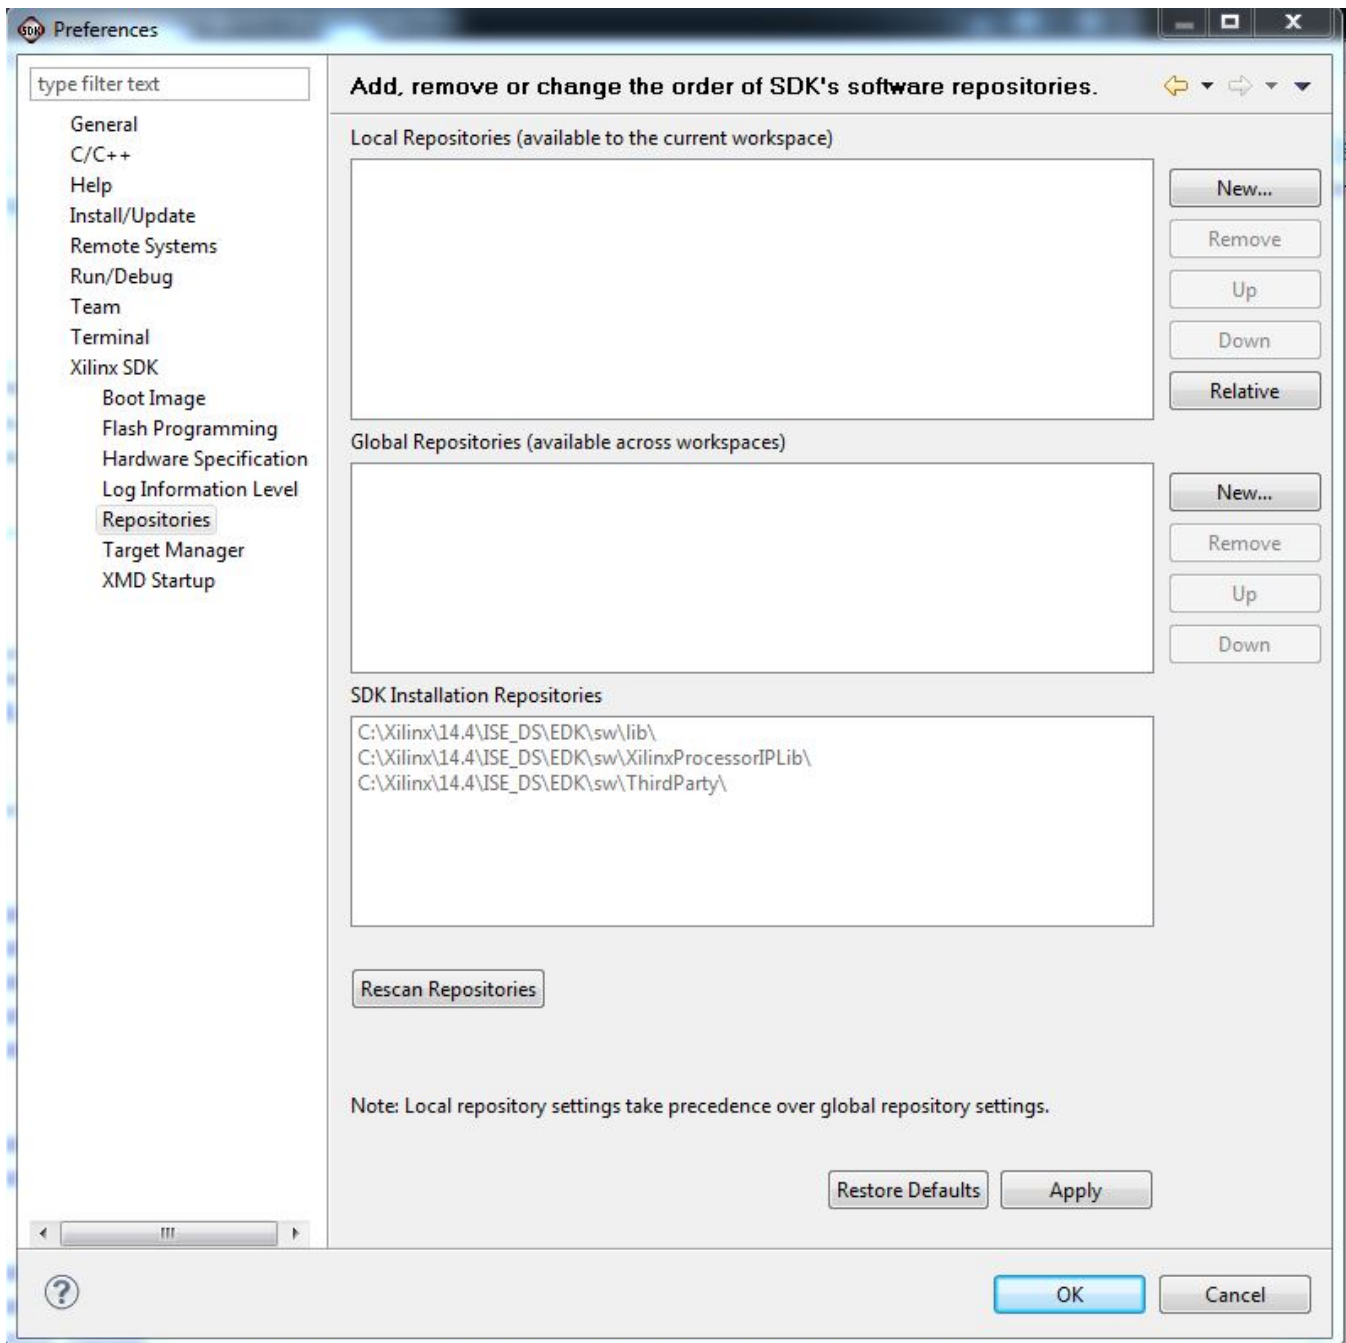 SDK Preferences
type filter text
General
C/C++
Help
Install/Update
Remote Systems
Run/Debug
Team
Terminal
Xilinx SDK
Boot Image
Flash Programming
Hardware Specification
Log Information Level
Repositories
Target Manager
XMD Startup
Add, remove or change the order of SDK's software repositories.
Local Repositories (available to the current workspace)
New...
Remove
Up
Down
Relative
Global Repositories (available across workspaces)
New...
Remove
Up
Down
SDK Installation Repositories
C:\Xilinx\14.4\ISE_DS\EDK\sw\lib\
C:\Xilinx\14.4\ISE_DS\EDK\sw\XilinxProcessorIPLib\
C:\Xilinx\14.4\ISE_DS\EDK\sw\ThirdParty\
Rescan Repositories
Note: Local repository settings take precedence over global repository settings.
Restore Defaults
Apply
OK
Cancel